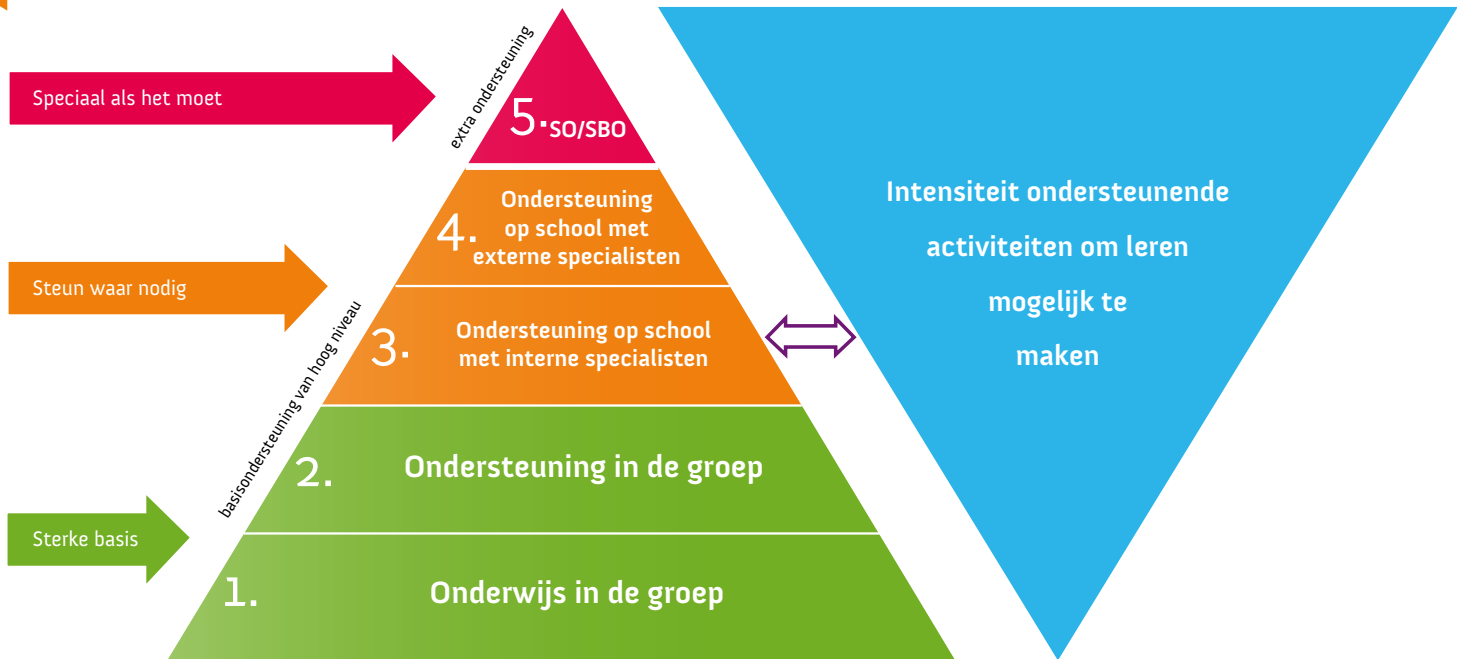 Speciaal als het moet
extra ondersteuning
5. SO/SBO
Steun waar nodig
4. Ondersteuning
op school met
externe specialisten
basisondersteuning van hoog niveau
3. Ondersteuning op school
met interne specialisten
2. Ondersteuning in de groep
Sterke basis
1. Onderwijs in de groep
Intensiteit ondersteunende
activiteiten om leren
mogelijk te
maken